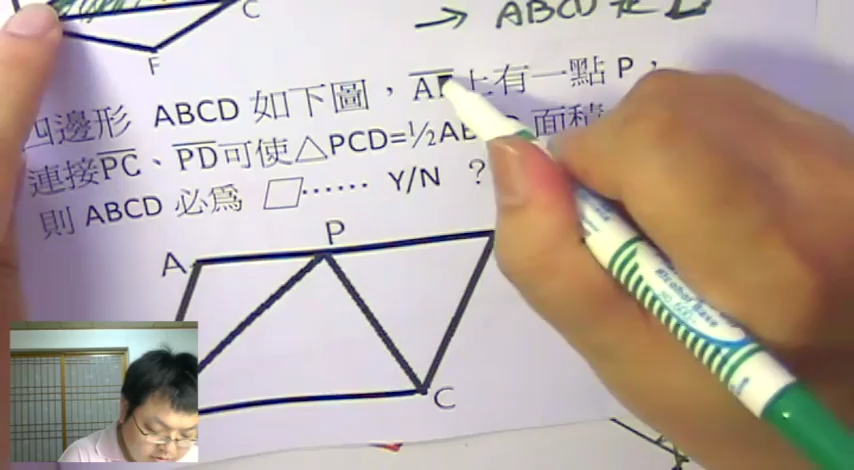 C
→ ABCD
F
四邊形 ABCD 如下圖, 上有一點 P,
連接PC、PD可使△PCD=½ 面積
則 ABCD 必為 ▱…… Y/N ?
P
A
C